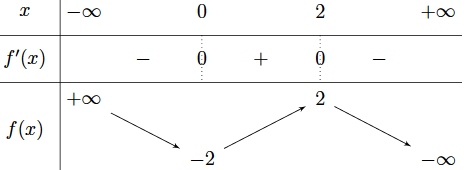 x −∞ 0 2 +∞
f′(x) − 0 + 0 −
+∞ 2
f(x)
−2 −∞